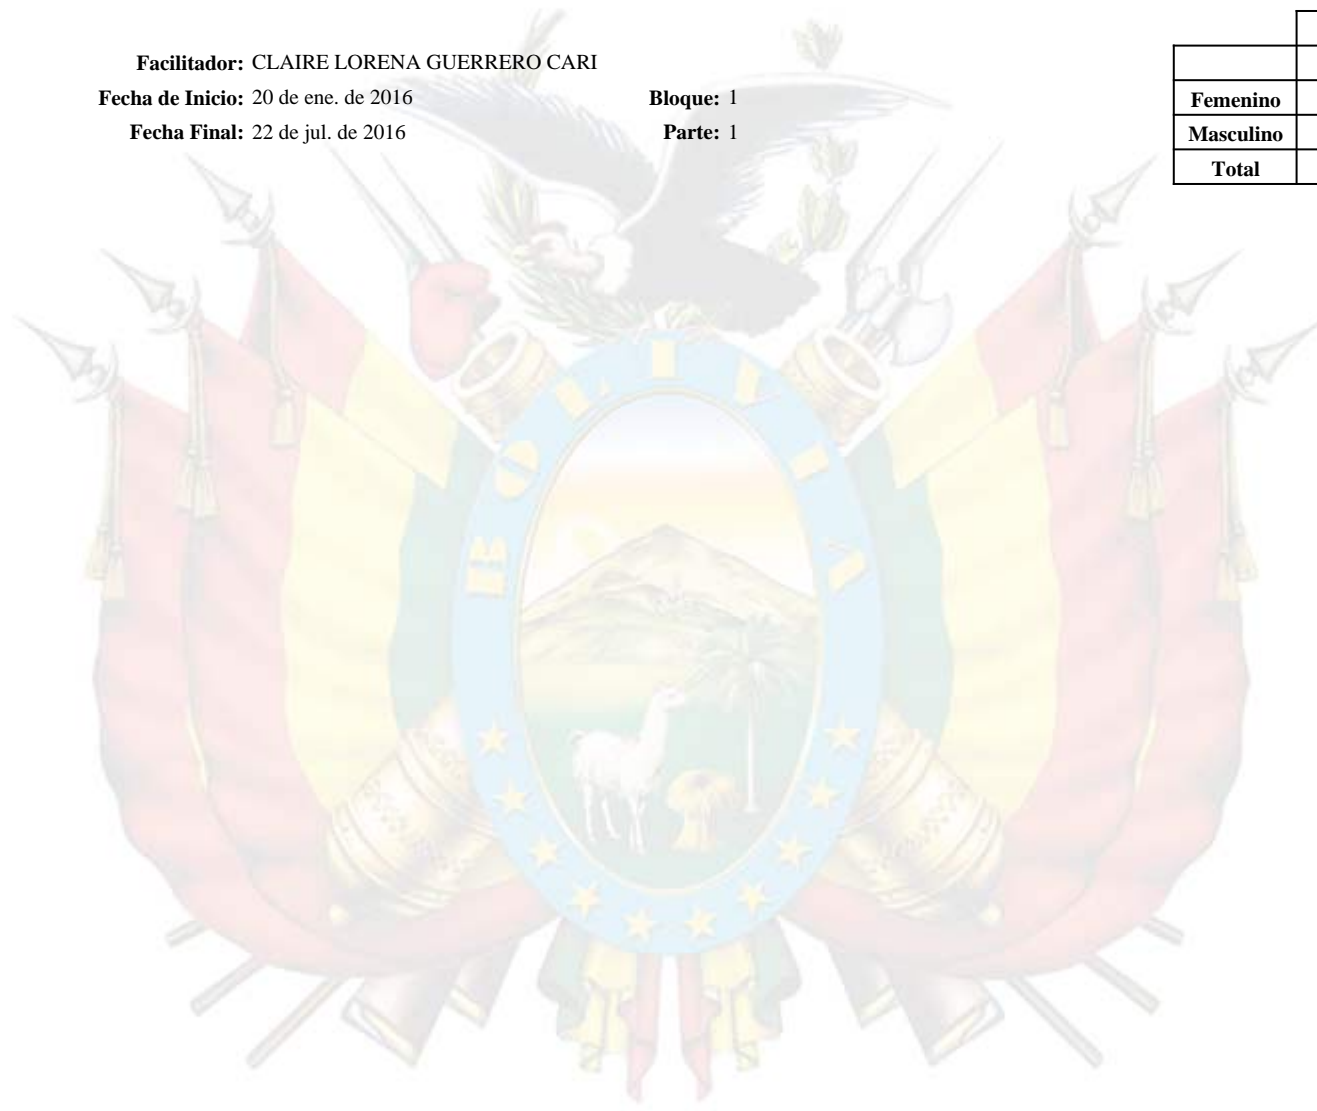 Facilitador: CLAIRE LORENA GUERRERO CARI
Fecha de Inicio: 20 de ene. de 2016 Bloque: 1
Fecha Final: 22 de jul. de 2016 Parte: 1
Femenino
Masculino
Total
BOLIVIA